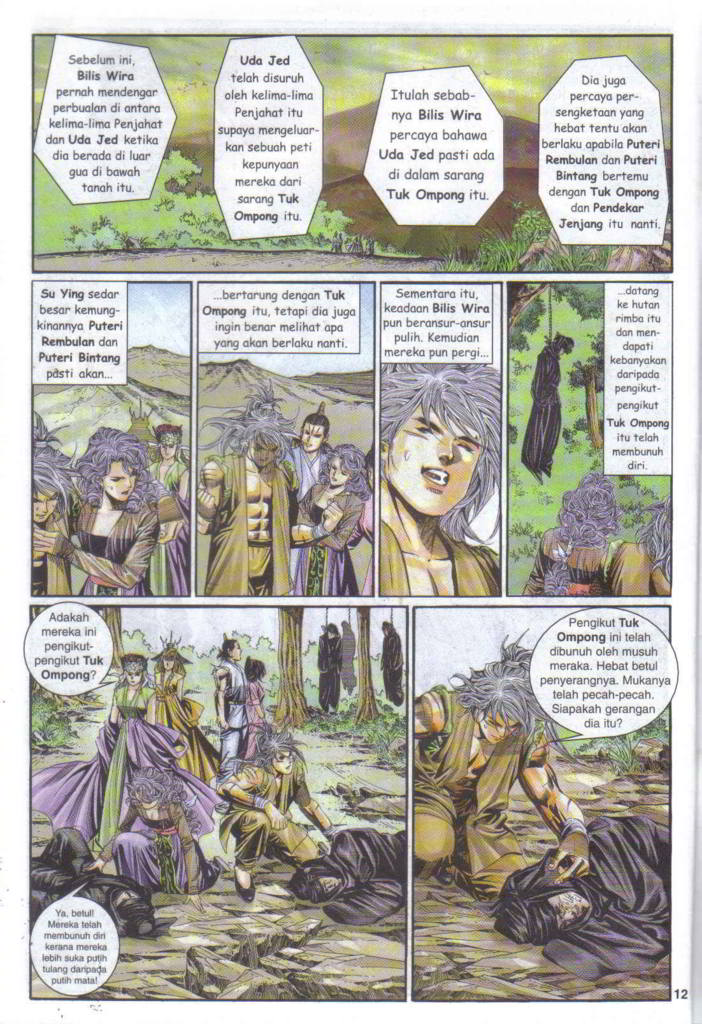 Sebelum ini,
Bilis Wira
pernah mendengar
perbualan di antara
kelima-lima Penjahat
dan Uda Jed ketika
dia berada di luar
gua di bawah
tanah itu.
Uda Jed
telah disuruh
oleh kelima-lima
Penjahat itu
supaya mengeluar-
kan sebuah peti
kepunyaan
mereka dari
sarang Tuk
Ompong itu.
Itulah sebab-
nya Bilis Wira
percaya bahawa
Uda Jed pasti ada
di dalam sarang
Tuk Ompong itu.
Dia juga
percaya per-
sengketaan yang
hebat tentu akan
berlaku apabila Puteri
Rembulan dan Puteri
Bintang bertemu
dengan Tuk Ompong
dan Pendekar
Jenjang itu nanti.
Su Ying sedar
besar kemung-
kinannya Puteri
Rembulan dan
Puteri Bintang
pasti akan...
...bertarung dengan Tuk
Ompong itu, tetapi dia juga
ingin benar melihat apa
yang akan berlaku nanti.
Sementara itu,
keadaan Bilis Wira
pun beransur-ansur
pulih. Kemudian
mereka pun pergi...
...datang
ke hutan
rimba itu
dan men-
dapati
kebanyakan
daripada
pengikut-
pengikut
Tuk Ompong
itu telah
membunuh
diri.
Adakah
mereka ini
pengikut-
pengikut Tuk
Ompong?
Ya, betul!
Mereka telah
membunuh diri
kerana mereka
lebih suka putih
tulang daripada
putih mata!
Pengikut Tuk
Ompong ini telah
dibunuh oleh musuh
meraka. Hebat betul
penyerangnya. Mukanya
telah pecah-pecah.
Siapakah gerangan
dia itu?
12